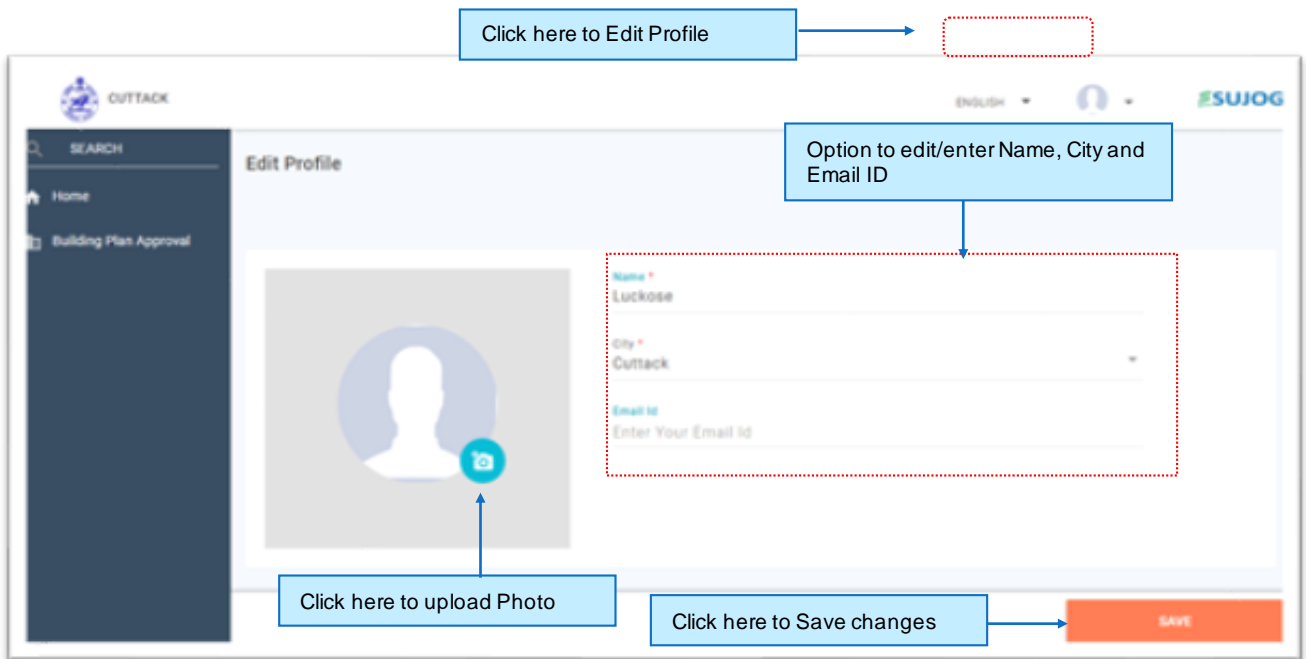 Click here to Edit Profile
CUTTACK
ENGLISH
SUJOG
SEARCH
Edit Profile
Option to edit/enter Name, City and
Email ID
Home
Building Plan Approval
Name *
Luckose
City *
Cuttack
Email Id
Enter Your Email Id
Click here to upload Photo
Click here to Save changes
SAVE